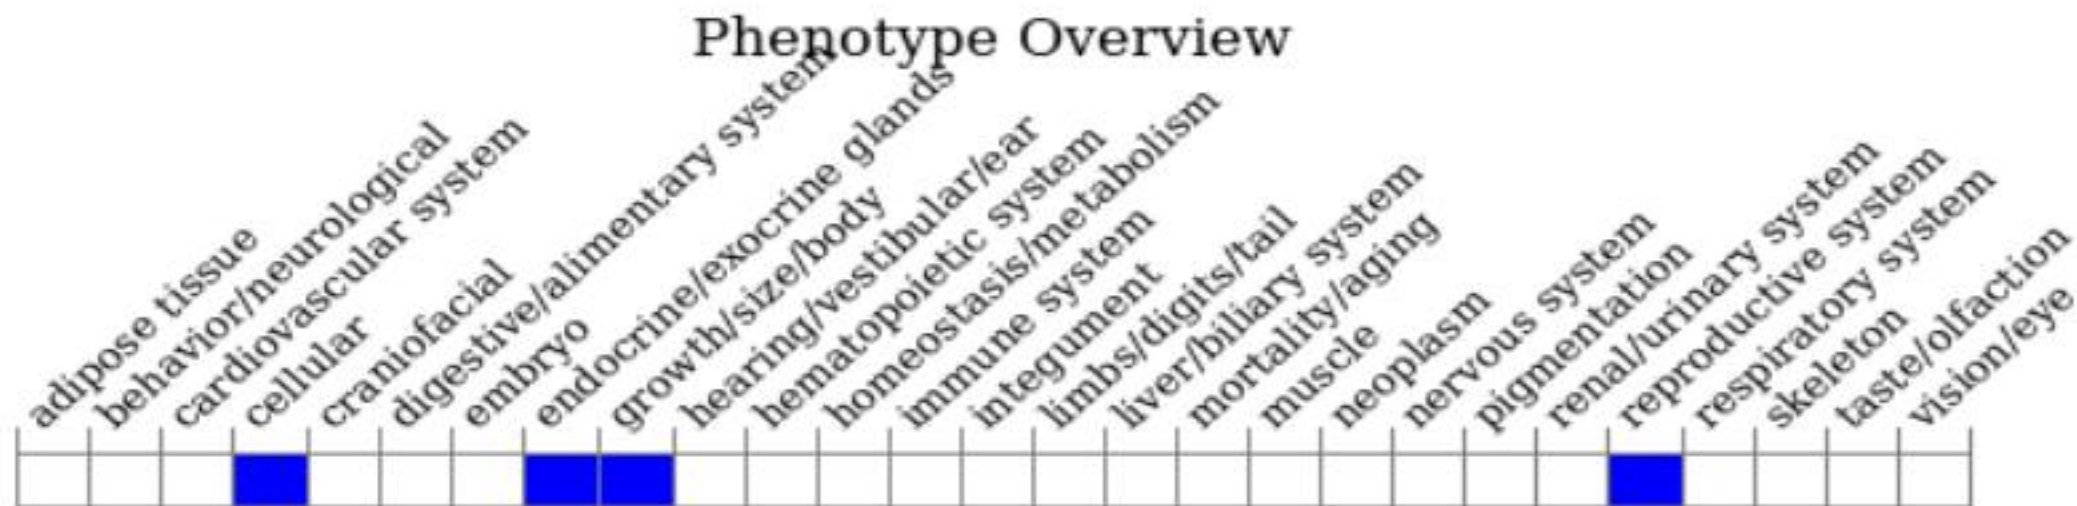 Phenotype Overview
adipose tissue
behavior/neurological
cardiovascular system
cellular
craniofacial
digestive/alimentary system
embryo
endocrine/exocrine glands
growth/size/body
hearing/vestibular/ear
hematopoietic system
homeostasis/metabolism
immune system
integument
limbs/digits/tail
liver/biliary system
mortality/aging
muscle
neoplasm
nervous system
pigmentation
renal/urinary system
reproductive system
respiratory system
skeleton
taste/olfaction
vision/eye